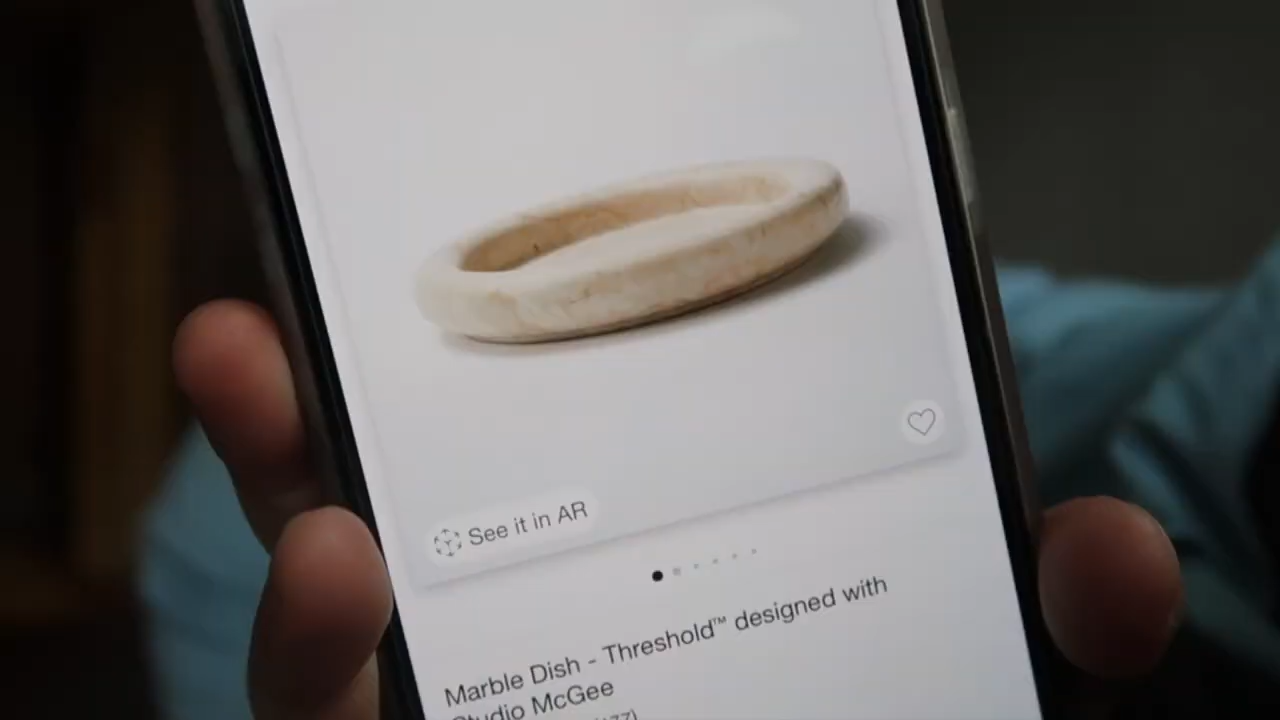 See it in AR
Marble Dish - Threshold™ designed with
Studio McGee